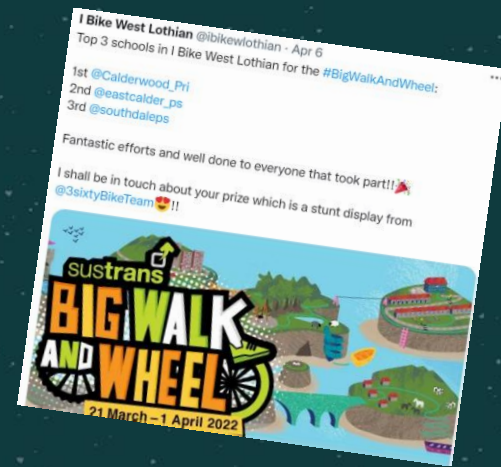 I Bike West Lothian @ibikewlothian · Apr 6
Top 3 schools in I Bike West Lothian for the #BigWalkAndWheel:
1st @Calderwood_Pri
2nd @eastcalder_ps
3rd @southdaleps
Fantastic efforts and well done to everyone that took part!!🎉
I shall be in touch about your prize which is a stunt display from
@3sixtyBikeTeam😍!!
sustrans
BIG WALK
AND WHEEL
21 March – 1 April 2022